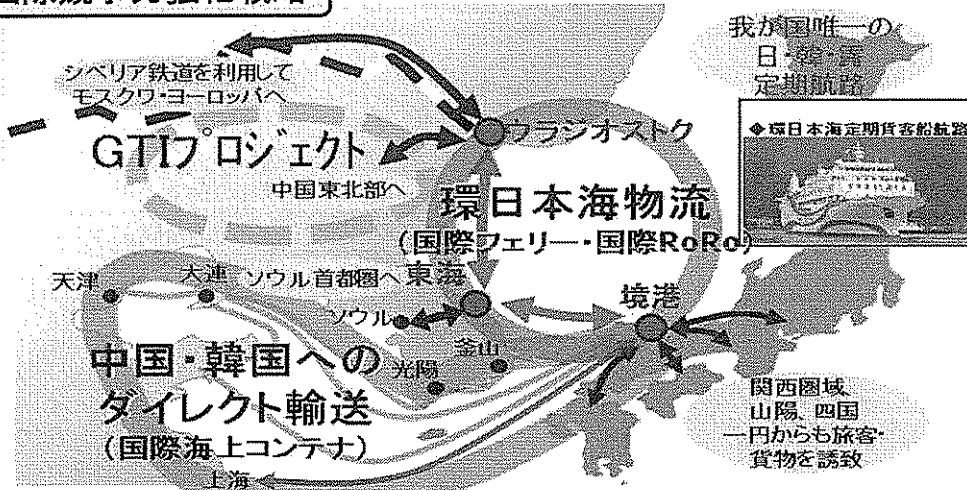 我が国唯一の
日・韓・露
定期航路
シベリア鉄道を利用して
モスクワ・ヨーロッパへ
◆環日本海定期貨客船航路
ウラジオストク
GTIプロジェクト
中国東北部へ
環日本海物流
(国際フェリー・国際RoRo)
天津
大連
ソウル首都圏へ
東海
境港
ソウル
釜山
中国・韓国への
光陽
ダイレクト輸送
(国際海上コンテナ)
上海
関西圏域、
山陽、四国
一円からも旅客・
貨物を誘致